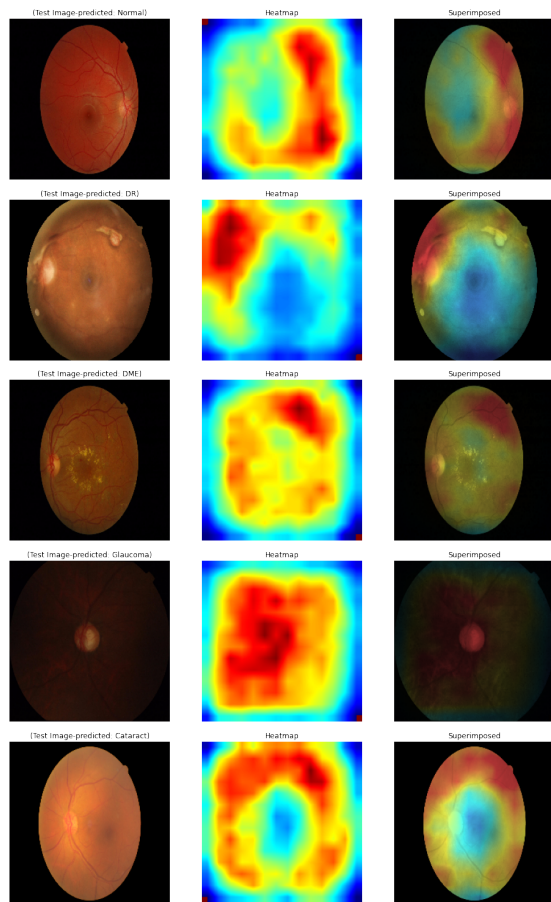 (Test Image-predicted: Normal) Heatmap Superimposed
(Test Image-predicted: DR) Heatmap Superimposed
(Test Image-predicted: DME) Heatmap Superimposed
(Test Image-predicted: Glaucoma) Heatmap Superimposed
(Test Image-predicted: Cataract) Heatmap Superimposed